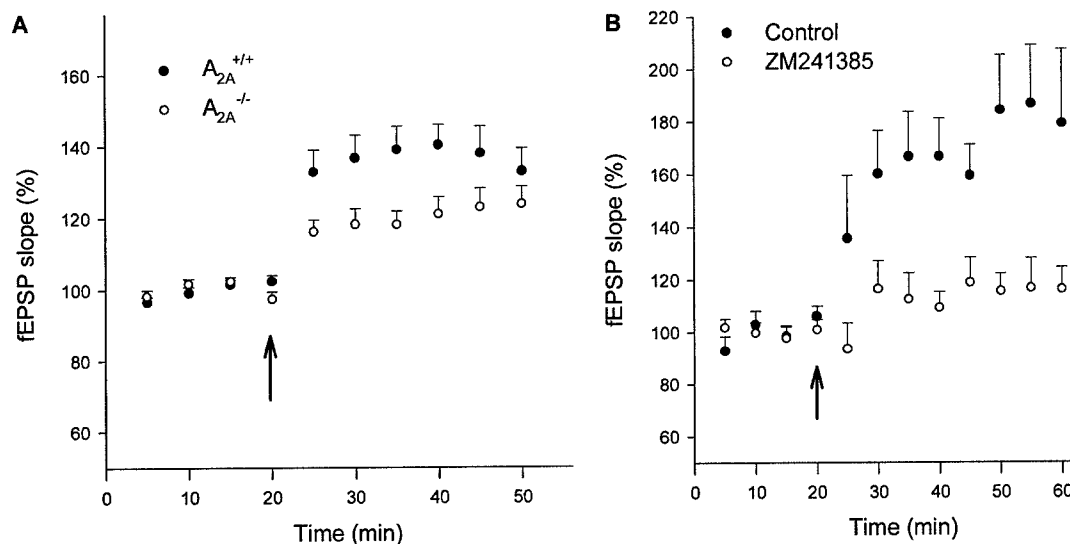 A
A2A+/+
A2A-/-
160
140
120
100
80
60
fEPSP slope (%)
0 10 20 30 40 50
Time (min)
B
Control
ZM241385
220
200
180
160
140
120
100
80
60
fEPSP slope (%)
0 10 20 30 40 50 60
Time (min)